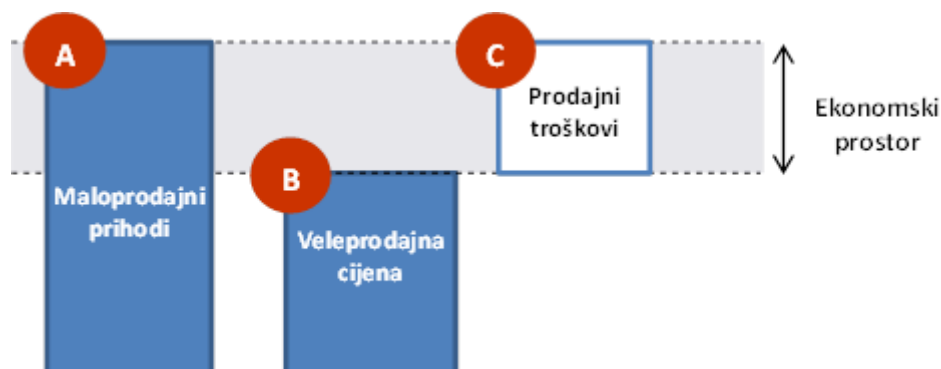 A
Maloprodajni
prihodi
B
Veleprodajna
cijena
C
Prodajni
troškovi
Ekonomski
prostor